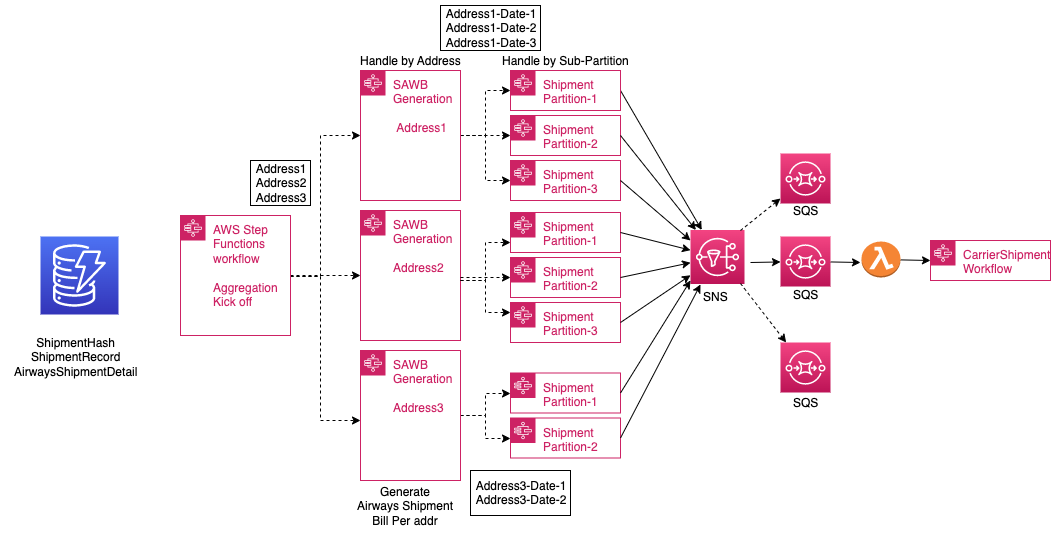 Address1-Date-1
Address1-Date-2
Address1-Date-3
Handle by Address
Handle by Sub-Partition
SAWB
Generation
Address1
Shipment
Partition-1
Shipment
Partition-2
Shipment
Partition-3
Address1
Address2
Address3
AWS Step
Functions
workflow
Aggregation
Kick off
SAWB
Generation
Address2
Shipment
Partition-1
Shipment
Partition-2
Shipment
Partition-3
SNS
SQS
SQS
SQS
CarrierShipment
Workflow
ShipmentHash
ShipmentRecord
AirwaysShipmentDetail
SAWB
Generation
Address3
Shipment
Partition-1
Shipment
Partition-2
Generate
Airways Shipment
Bill Per addr
Address3-Date-1
Address3-Date-2